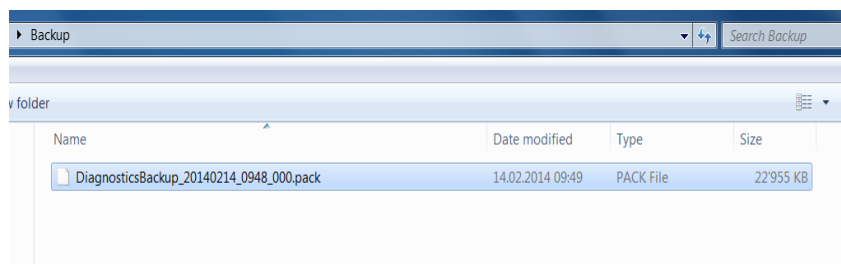 Backup Search Backup
w folder
Name Date modified Type Size
DiagnosticsBackup_20140214_0948_000.pack 14.02.2014 09:49 PACK File 22'955 KB